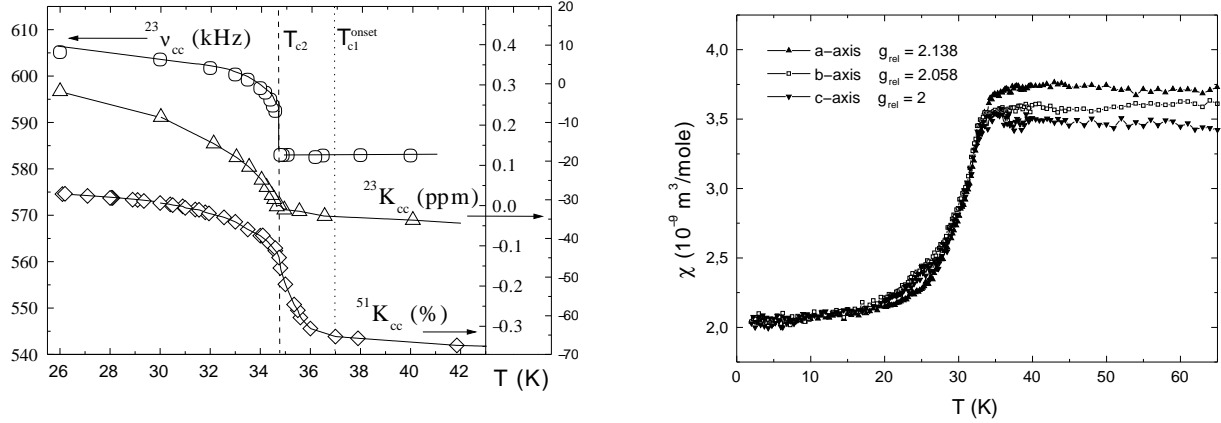 605
600
595
590
585
580
575
570
565
560
555
550
545
540
26 28 30 32 34 36 38 40 42
T (K)
23νcc (kHz)
Tc2
Tc1onset
23Kcc (ppm)
51Kcc (%)
0.4
0.3
0.2
0.1
0.0
−0.1
−0.2
−0.3
20
10
0
−10
−20
−30
−40
−50
−60
−70
a−axis grel = 2.138
b−axis grel = 2.058
c−axis grel = 2
χ (10−9 m3/mole)
4,0
3,5
3,0
2,5
2,0
0 10 20 30 40 50 60
T (K)